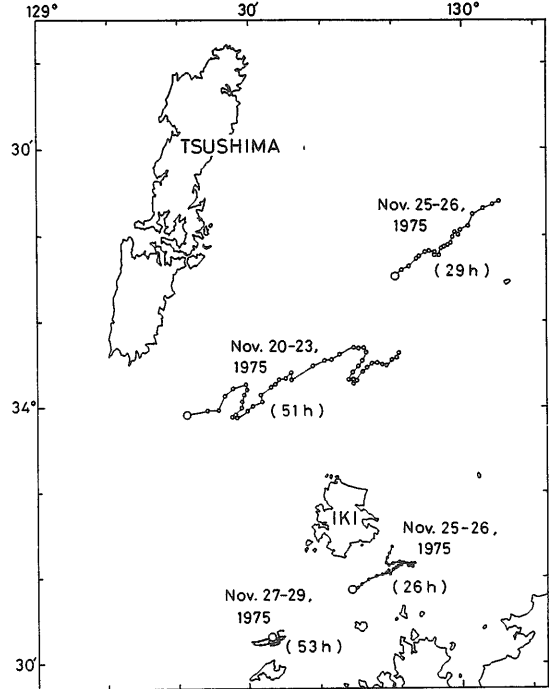 129°
30′
130°
30′
TSUSHIMA
Nov. 25-26,
1975
(29h)
Nov. 20-23,
1975
34°
(51h)
IKI
Nov. 25-26,
1975
(26h)
Nov. 27-29,
1975
(53h)
30′